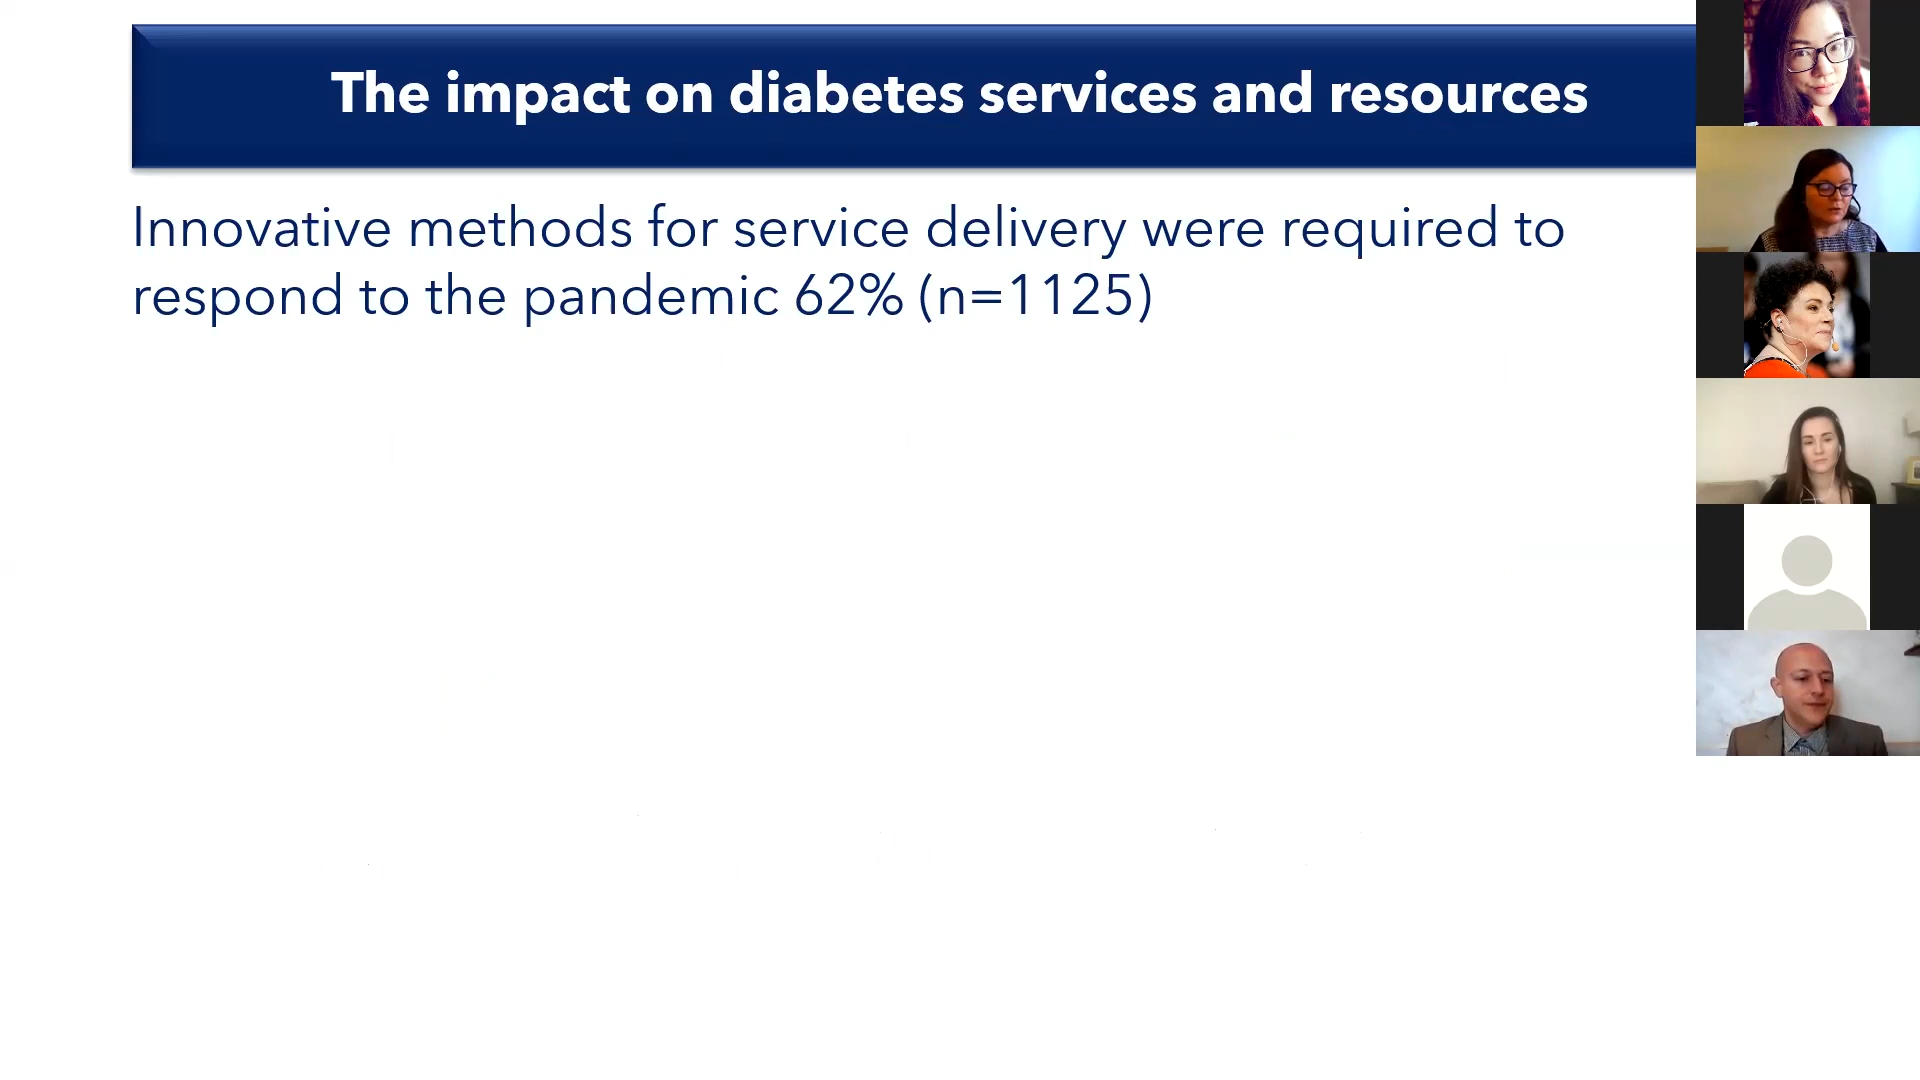 The impact on diabetes services and resources
Innovative methods for service delivery were required to
respond to the pandemic 62% (n=1125)